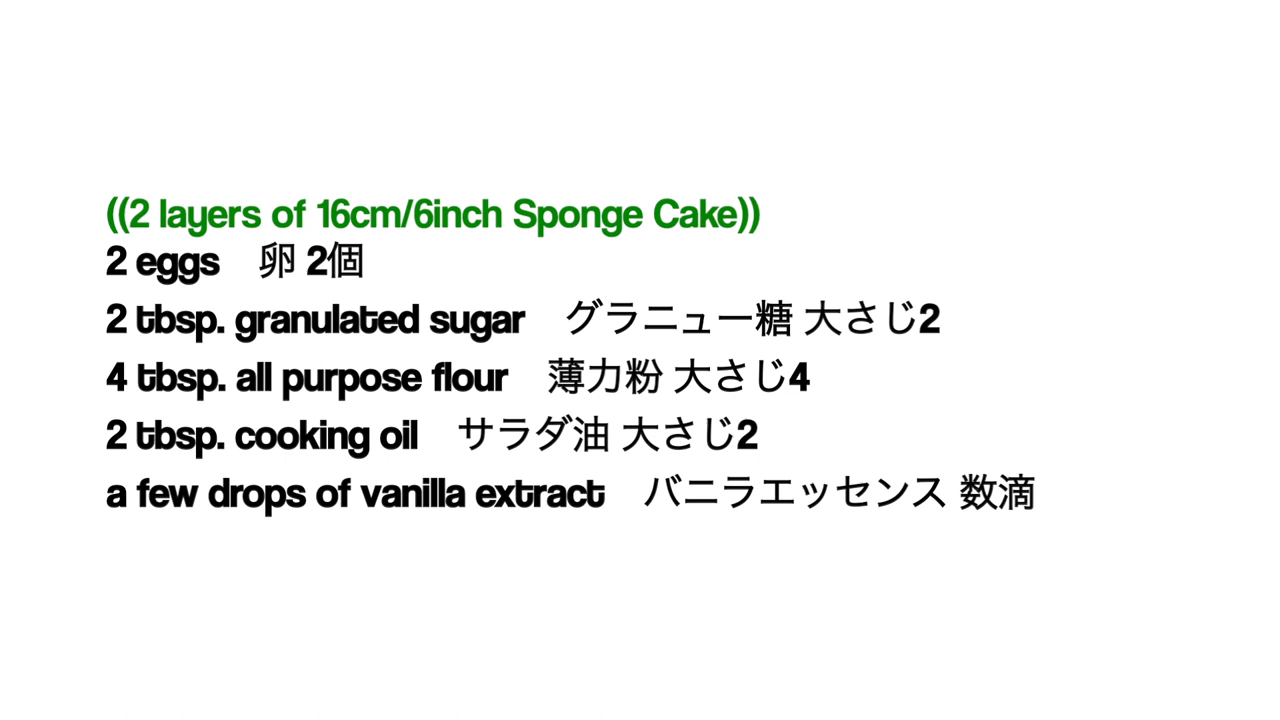 ((2 layers of 16cm/6inch Sponge Cake))
2 eggs　卵 2個
2 tbsp. granulated sugar　グラニュー糖 大さじ2
4 tbsp. all purpose flour　薄力粉 大さじ4
2 tbsp. cooking oil　サラダ油 大さじ2
a few drops of vanilla extract　バニラエッセンス 数滴